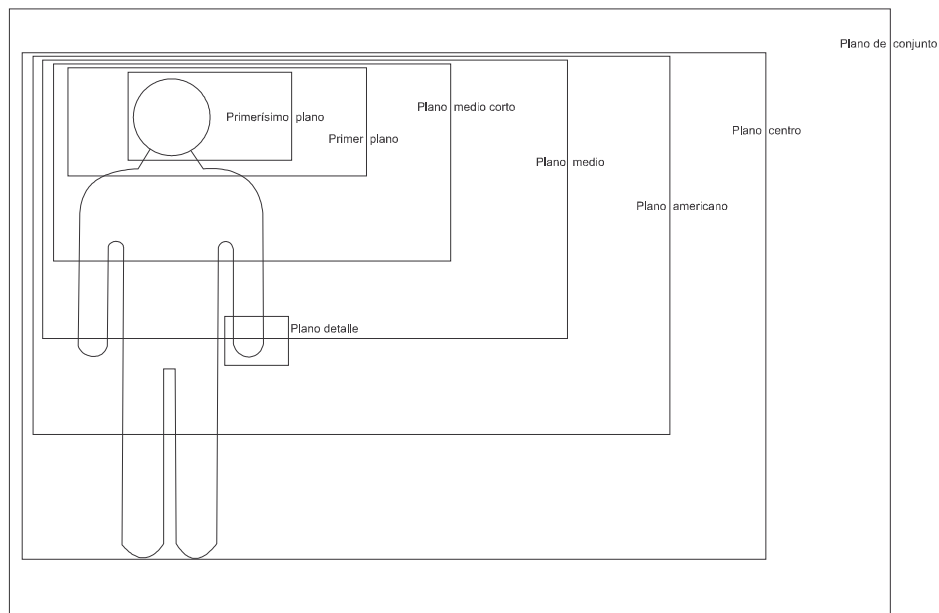 Plano de conjunto
Primerísimo plano
Plano medio corto
Primer plano
Plano centro
Plano medio
Plano americano
Plano detalle